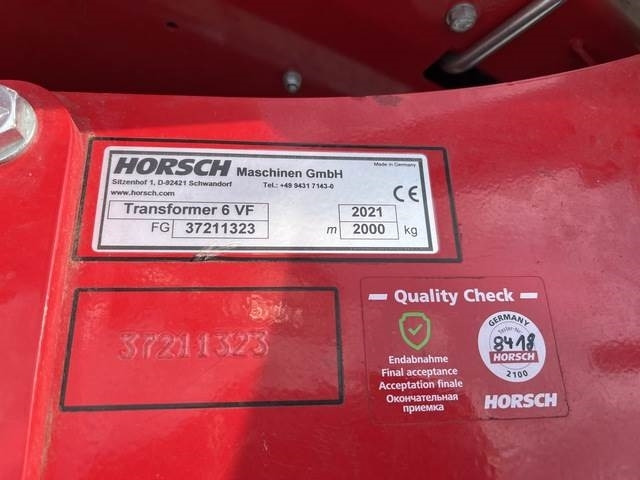 HORSCH Maschinen GmbH
Made in Germany
Sitzenhof 1, D-92421 Schwandorf Tel.: +49 9431 7143-0
www.horsch.com
CE
Transformer 6 VF 2021
FG 37211323 m 2000 kg
37211323
Quality Check
GERMANY
Tester-Nr.
8418
HORSCH
2100
Endabnahme
Final acceptance
Acceptation finale
Окончательная
приемка
HORSCH